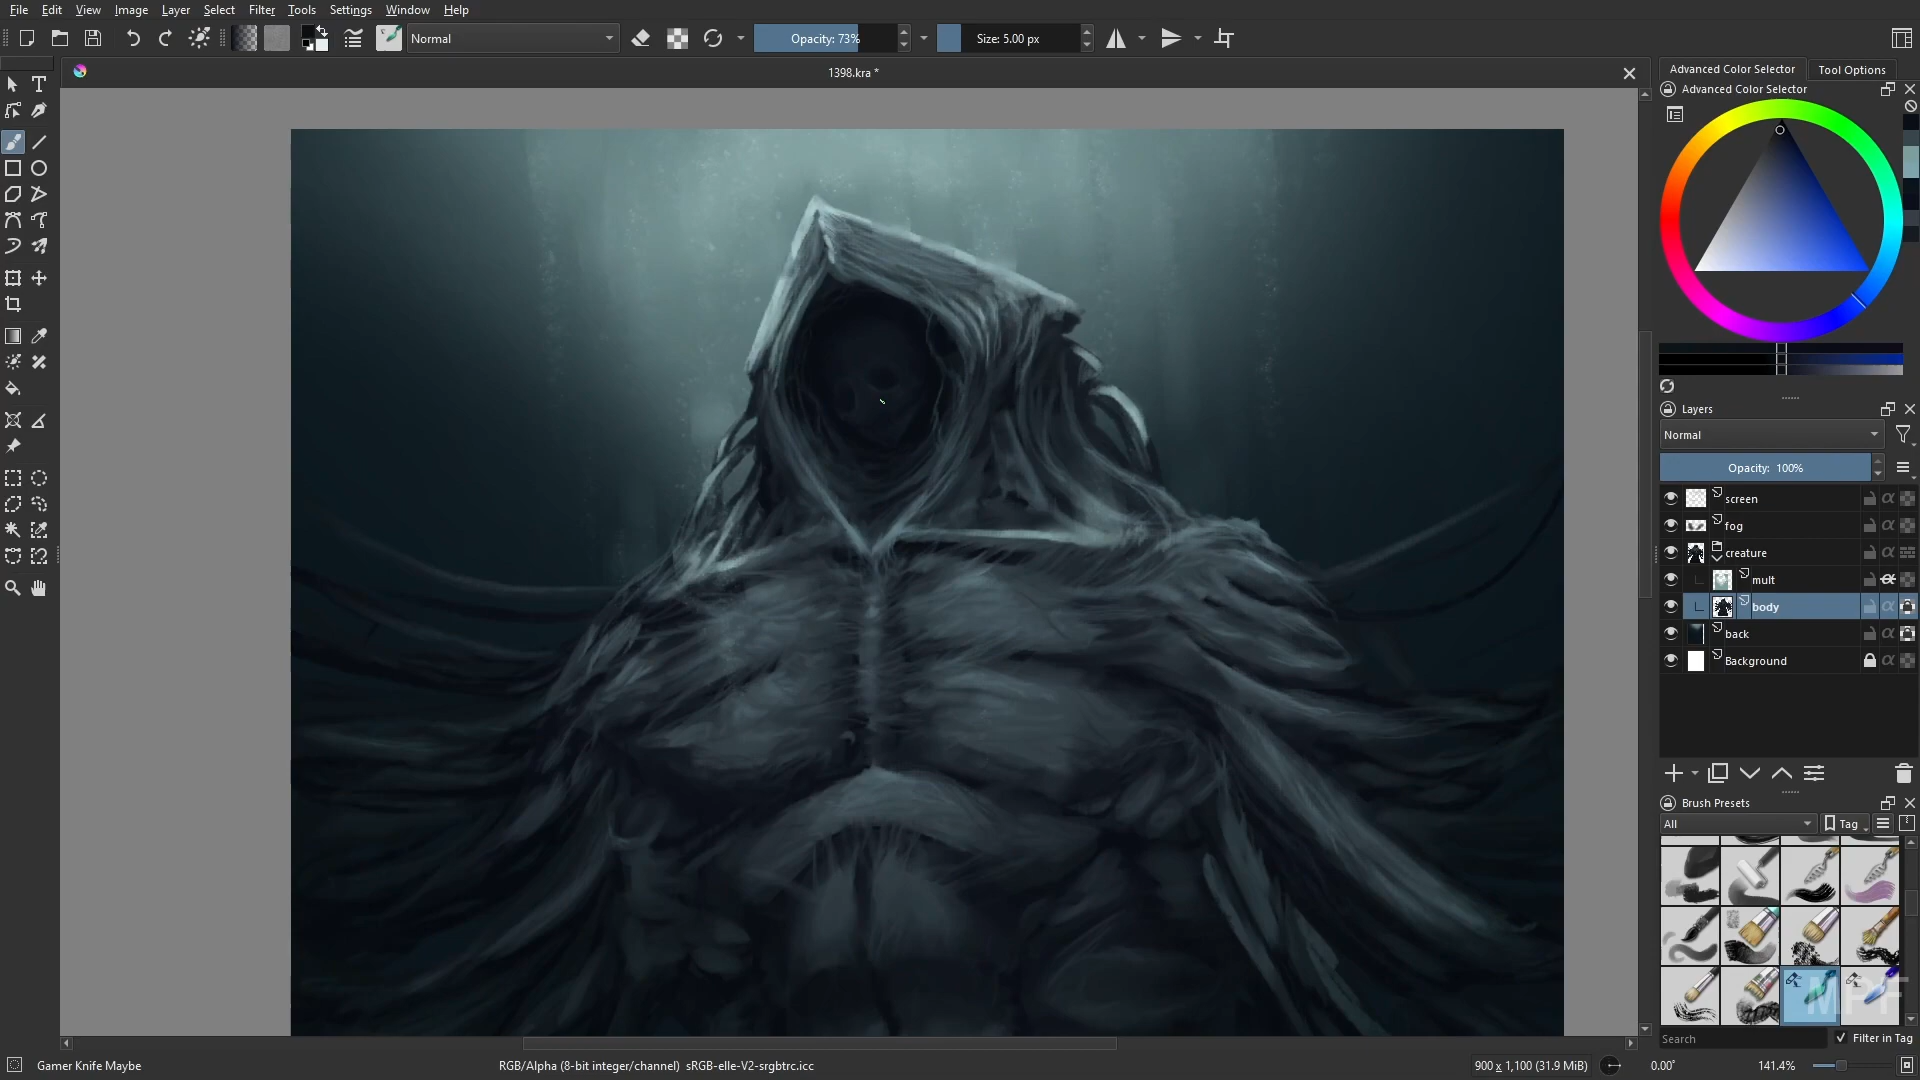 File Edit View Image Layer Select Filter Tools Settings Window Help
Normal
Opacity: 73%
Size: 5.00 px
1398.kra *
Advanced Color Selector
Tool Options
Advanced Color Selector
Layers
Normal
Opacity: 100%
screen
fog
creature
mult
body
back
Background
Brush Presets
All
Tag
MPF
Search
Filter in Tag
Gamer Knife Maybe
RGB/Alpha (8-bit integer/channel) sRGB-elle-V2-srgbtrc.icc
900 x 1,100 (31.9 MiB)
0.00°
141.4%